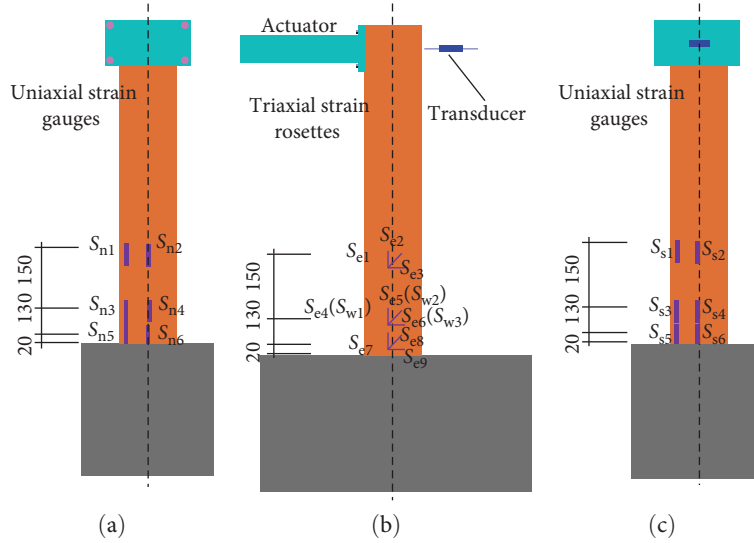 Uniaxial strain
gauges
Sn1
Sn2
Sn3
Sn4
Sn5
Sn6
150
130
20
(a)
Actuator
Triaxial strain
rosettes
Transducer
Se1
Se2
Se3
Se4(Sw1)
Se5(Sw2)
Se6(Sw3)
Se7
Se8
Se9
150
130
20
(b)
Uniaxial strain
gauges
Ss1
Ss2
Ss3
Ss4
Ss5
Ss6
150
130
20
(c)